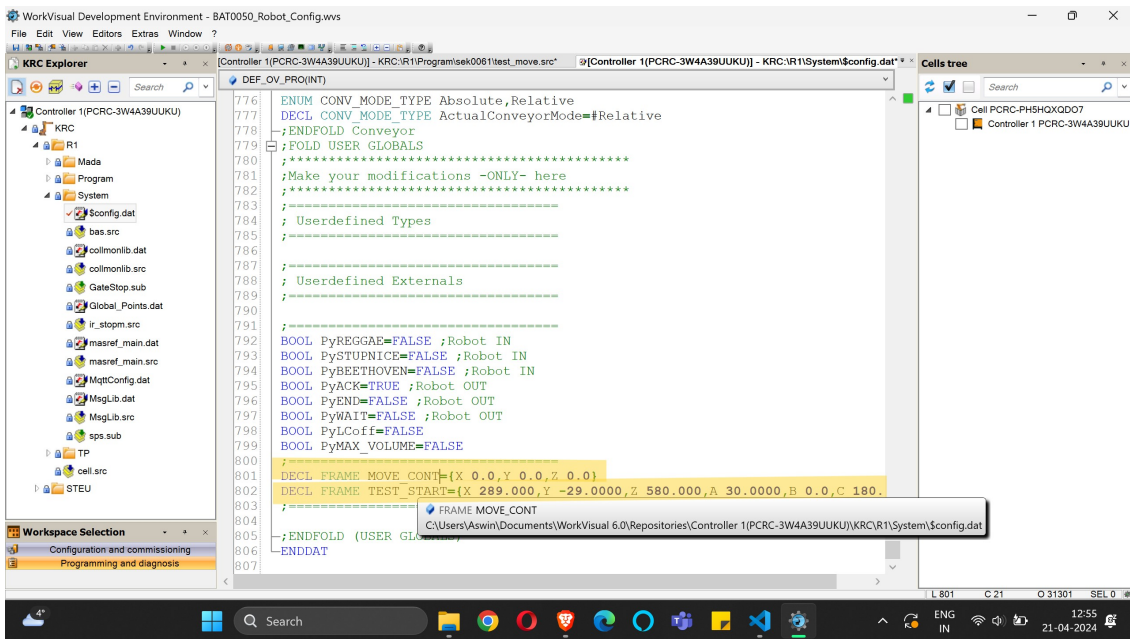 WorkVisual Development Environment - BAT0050_Robot_Config.wvs
File Edit View Editors Extras Window ?
KRC Explorer
Search
Controller 1(PCRC-3W4A39UUKU)
KRC
R1
Mada
Program
System
$config.dat
bas.src
collmonlib.dat
collmonlib.src
GateStop.sub
Global_Points.dat
ir_stopm.src
masref_main.dat
masref_main.src
MqttConfig.dat
MsgLib.dat
MsgLib.src
sps.sub
TP
cell.src
STEU
Workspace Selection
Configuration and commissioning
Programming and diagnosis
[Controller 1(PCRC-3W4A39UUKU)] - KRC:\R1\Program\sek0061\test_move.src*
[Controller 1(PCRC-3W4A39UUKU)] - KRC:\R1\System\$config.dat*
DEF_OV_PRO(INT)
776 ENUM CONV_MODE_TYPE Absolute,Relative
777 DECL CONV_MODE_TYPE ActualConveyorMode=#Relative
778 ;ENDFOLD Conveyor
779 ;FOLD USER GLOBALS
780 ;*******************************************
781 ;Make your modifications -ONLY- here
782 ;*******************************************
783 ;==================================
784 ; Userdefined Types
785 ;==================================
786
787 ;==================================
788 ; Userdefined Externals
789 ;==================================
790
791 ;==================================
792 BOOL PyREGGAE=FALSE ;Robot IN
793 BOOL PySTUPNICE=FALSE ;Robot IN
794 BOOL PyBEETHOVEN=FALSE ;Robot IN
795 BOOL PyACK=TRUE ;Robot OUT
796 BOOL PyEND=FALSE ;Robot OUT
797 BOOL PyWAIT=FALSE ;Robot OUT
798 BOOL PyLCoff=FALSE
799 BOOL PyMAX_VOLUME=FALSE
800 ;==================================
801 DECL FRAME MOVE_CONT={X 0.0,Y 0.0,Z 0.0}
802 DECL FRAME TEST_START={X 289.000,Y -29.0000,Z 580.000,A 30.0000,B 0.0,C 180.
803 ;=================
FRAME MOVE_CONT
C:\Users\Aswin\Documents\WorkVisual 6.0\Repositories\Controller 1(PCRC-3W4A39UUKU)\KRC\R1\System\$config.dat
804
805 ;ENDFOLD (USER GLOBALS)
806 ENDDAT
807
Cells tree
Search
Cell PCRC-PH5HQXQDO7
Controller 1 PCRC-3W4A39UUKU
L 801 C 21 O 31301 SEL 0
4°
Search
ENG
IN
12:55
21-04-2024